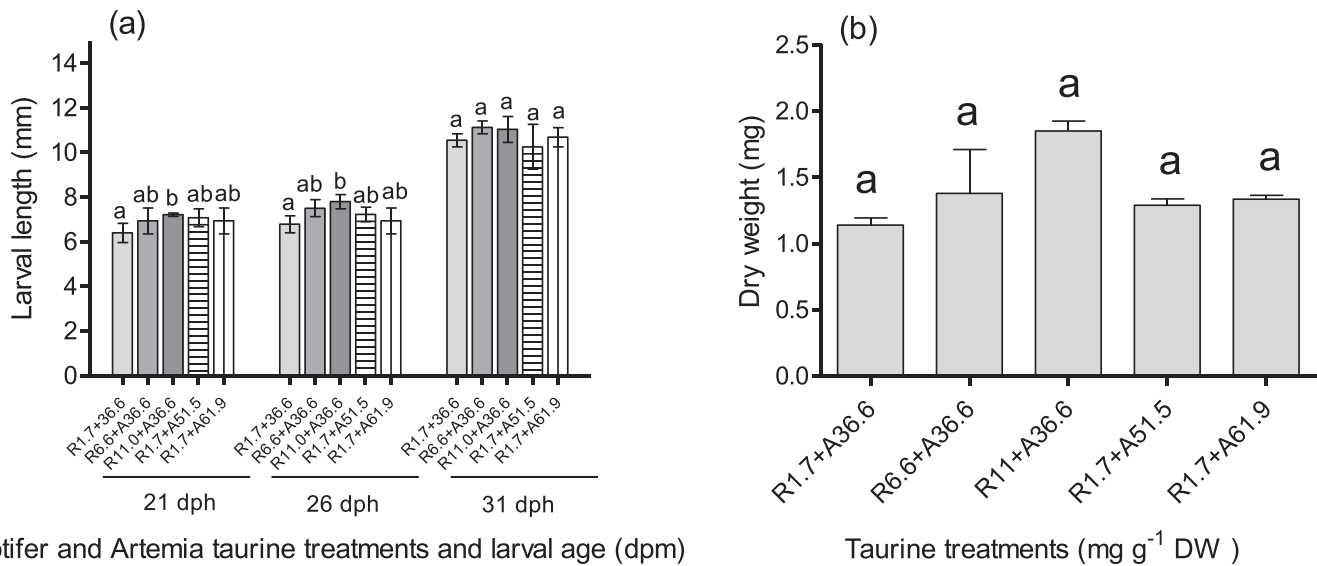 (a)
Larval length (mm)
14
12
10
8
6
4
2
0
a ab b ab ab
a ab b ab ab
a a a a a
R1.7+36.6
R6.6+A36.6
R11.0+A36.6
R1.7+A51.5
R1.7+A61.9
R1.7+36.6
R6.6+A36.6
R11.0+A36.6
R1.7+A51.5
R1.7+A61.9
R1.7+36.6
R6.6+A36.6
R11.0+A36.6
R1.7+A51.5
R1.7+A61.9
21 dph
26 dph
31 dph
otifer and Artemia taurine treatments and larval age (dpm)
(b)
Dry weight (mg)
2.5
2.0
1.5
1.0
0.5
0.0
a a a a a
R1.7+A36.6
R6.6+A36.6
R11+A36.6
R1.7+A51.5
R1.7+A61.9
Taurine treatments (mg g⁻¹ DW )